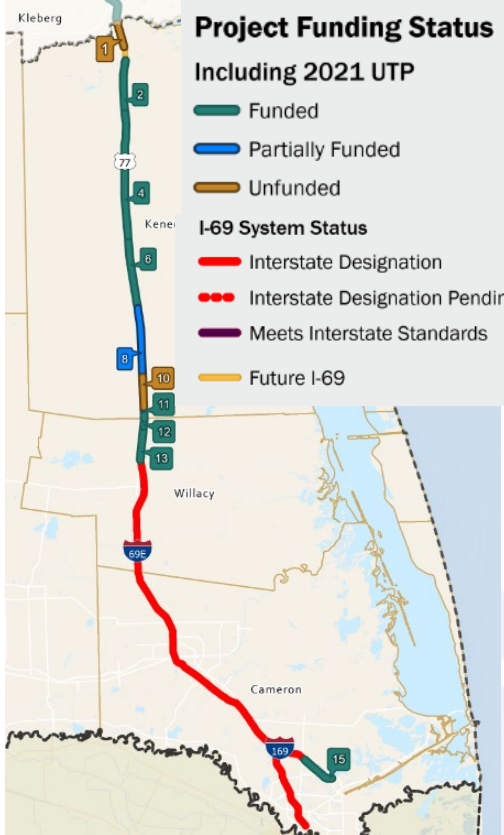 Kleberg
Project Funding Status
1
Including 2021 UTP
2
Funded
77
Partially Funded
4
Unfunded
Kene
I-69 System Status
6
Interstate Designation
Interstate Designation Pendin
Meets Interstate Standards
8
10
Future I-69
11
12
13
Willacy
69E
Cameron
169
15